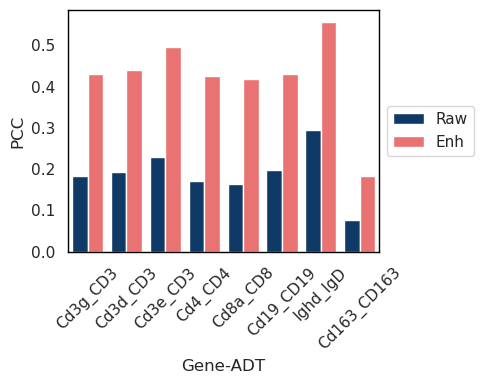 0.5
0.4
0.3
0.2
0.1
0.0
PCC
Raw
Enh
Cd3g_CD3
Cd3d_CD3
Cd3e_CD3
Cd4_CD4
Cd8a_CD8
Cd19_CD19
Ighd_IgD
Cd163_CD163
Gene-ADT